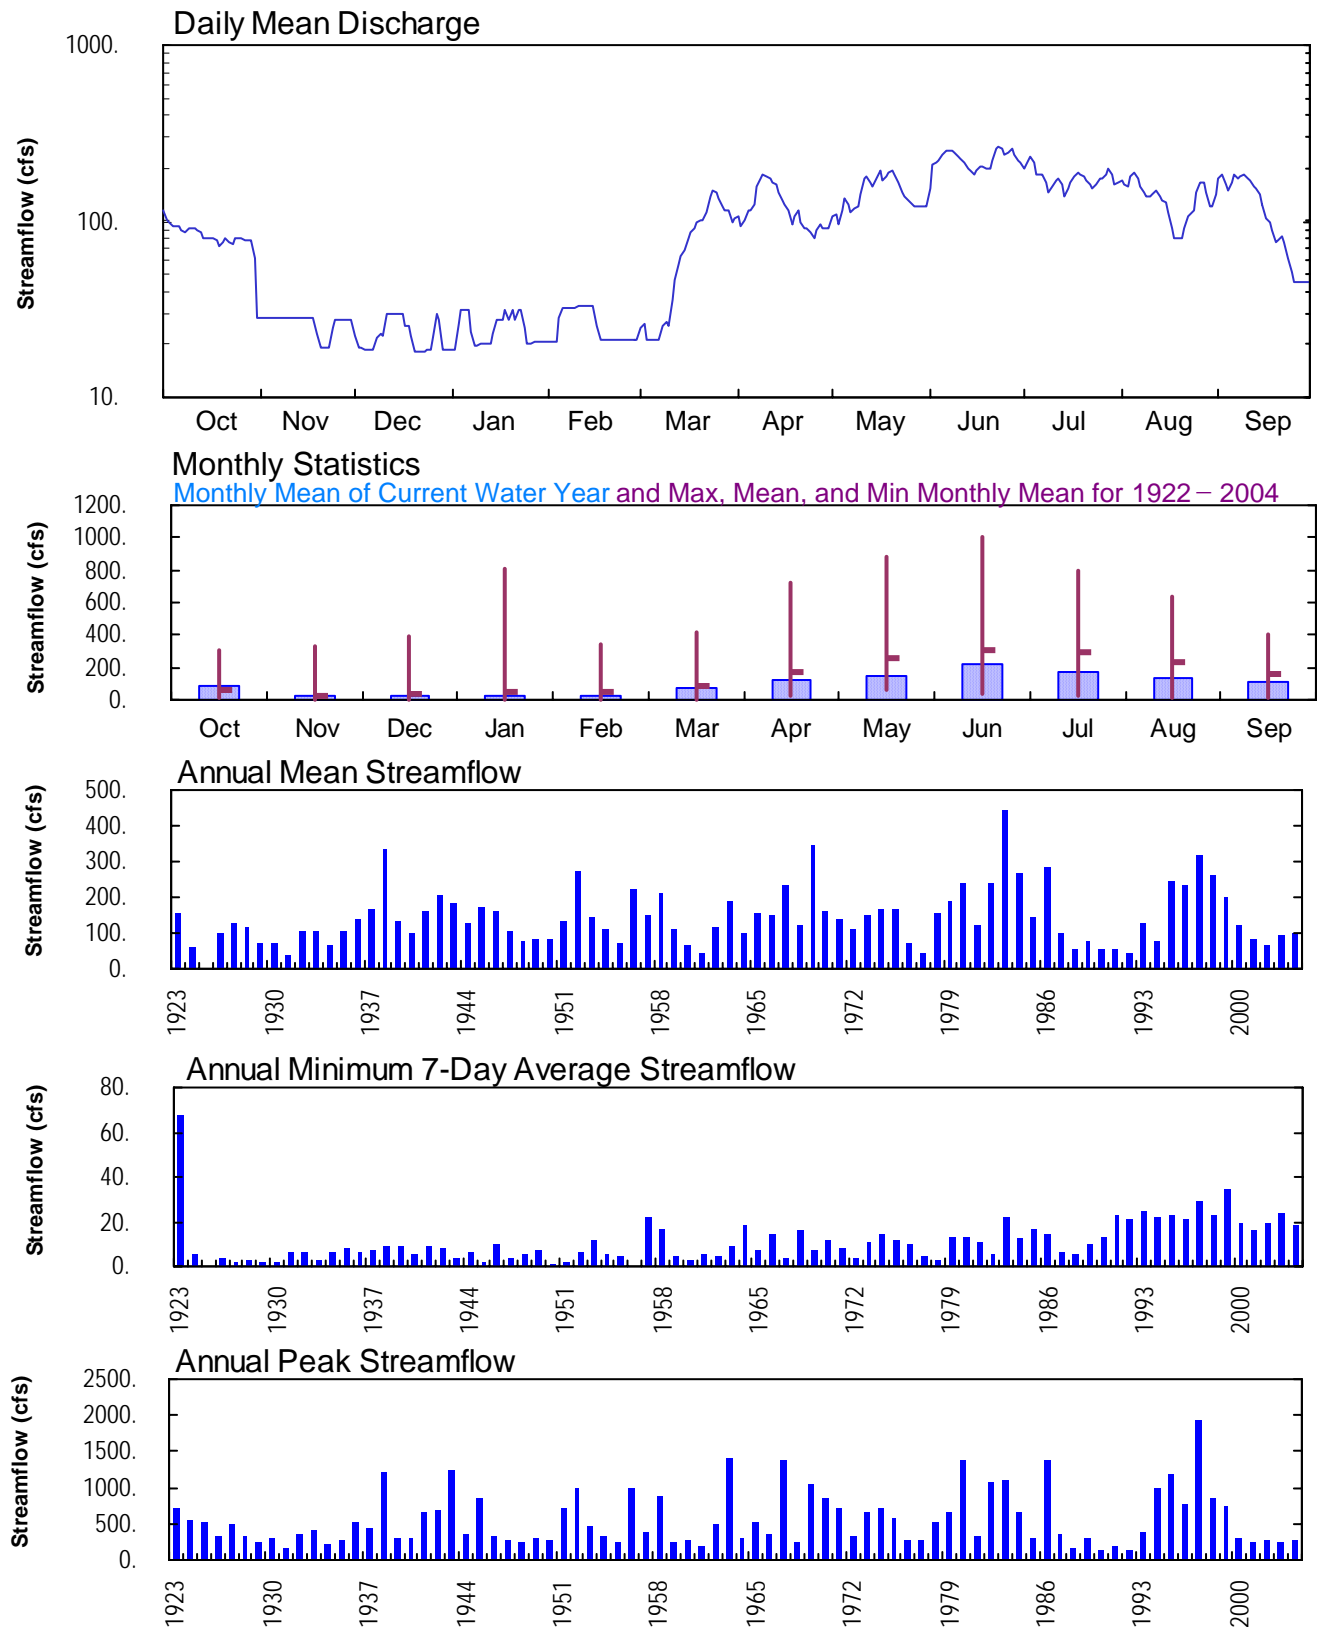 Daily Mean Discharge
Streamflow (cfs)
1000.
100.
10.
Oct Nov Dec Jan Feb Mar Apr May Jun Jul Aug Sep
Monthly Statistics
Monthly Mean of Current Water Year and Max, Mean, and Min Monthly Mean for 1922 – 2004
Streamflow (cfs)
1200.
1000.
800.
600.
400.
200.
0.
Oct Nov Dec Jan Feb Mar Apr May Jun Jul Aug Sep
Annual Mean Streamflow
Streamflow (cfs)
500.
400.
300.
200.
100.
0.
1923 1930 1937 1944 1951 1958 1965 1972 1979 1986 1993 2000
Annual Minimum 7-Day Average Streamflow
Streamflow (cfs)
80.
60.
40.
20.
0.
1923 1930 1937 1944 1951 1958 1965 1972 1979 1986 1993 2000
Annual Peak Streamflow
Streamflow (cfs)
2500.
2000.
1500.
1000.
500.
0.
1923 1930 1937 1944 1951 1958 1965 1972 1979 1986 1993 2000